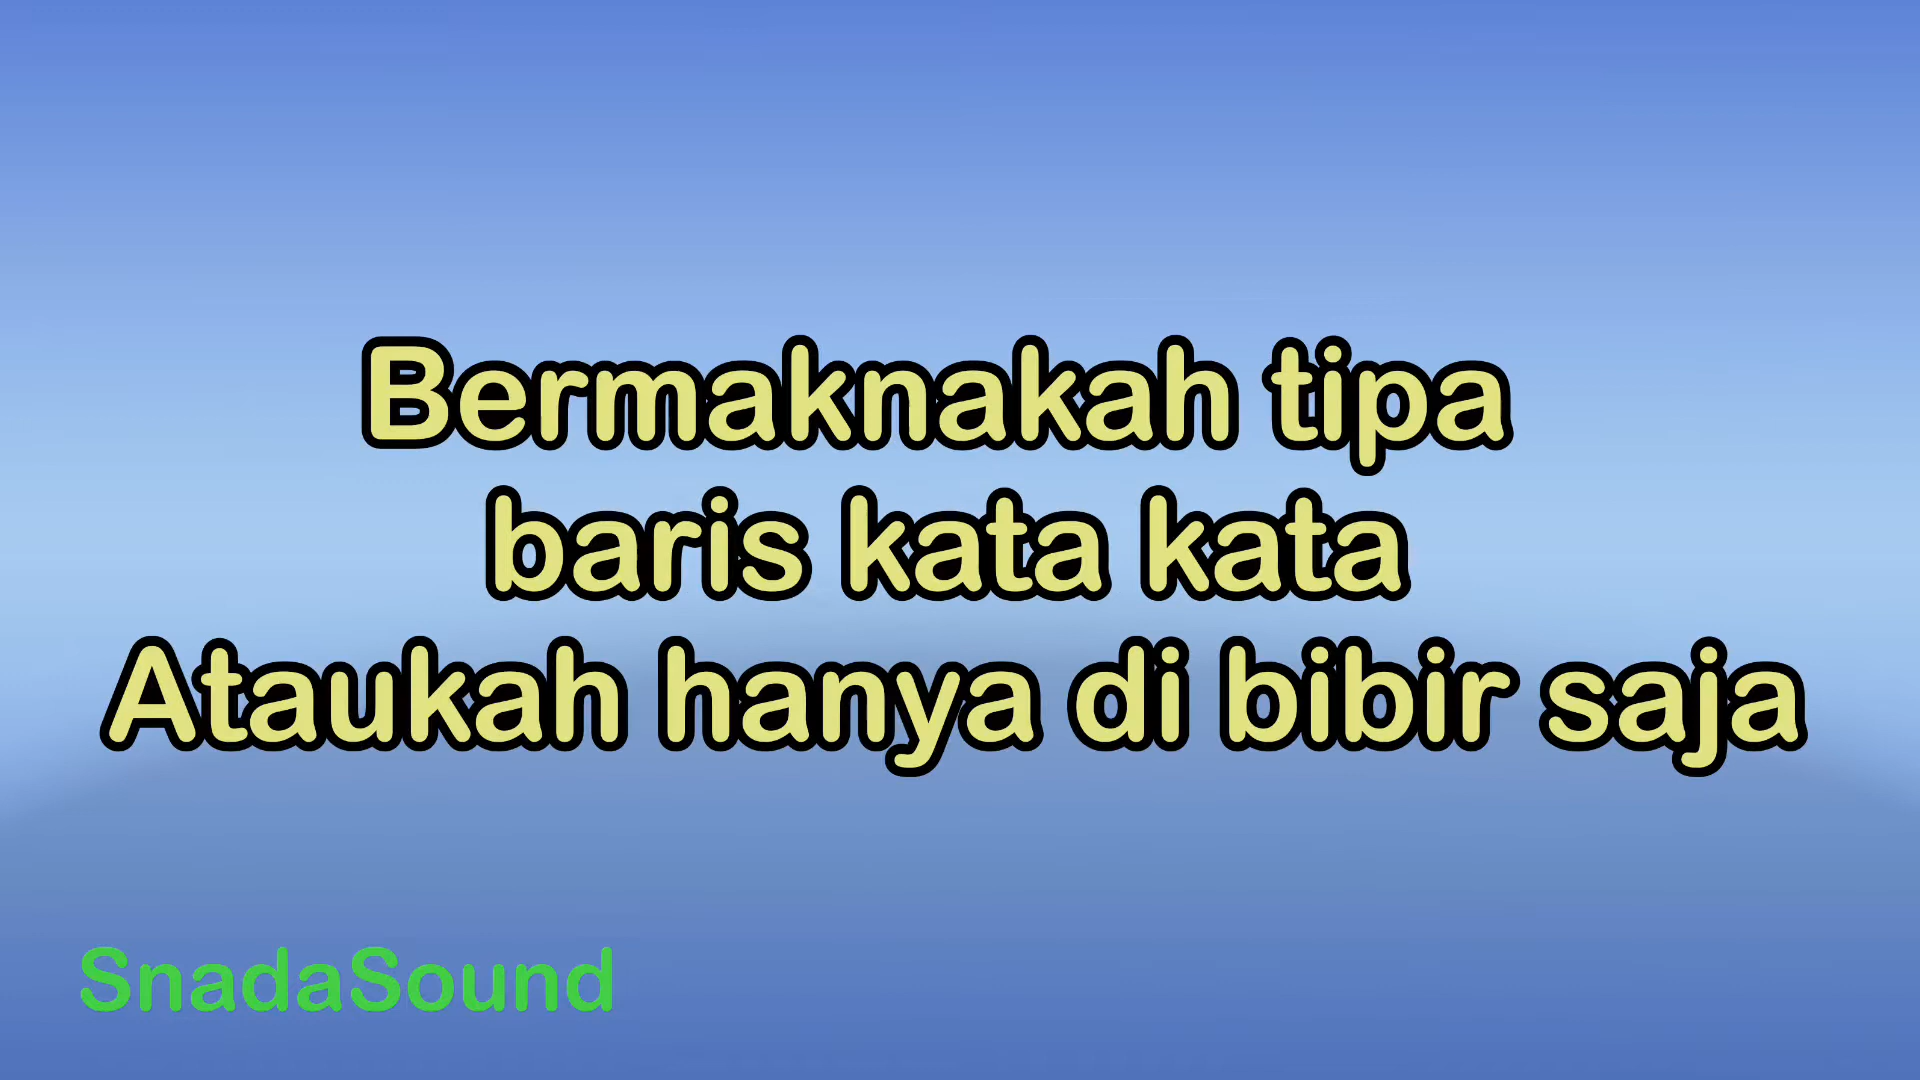 Bermaknakah tipa
baris kata kata
Ataukah hanya di bibir saja
SnadaSound